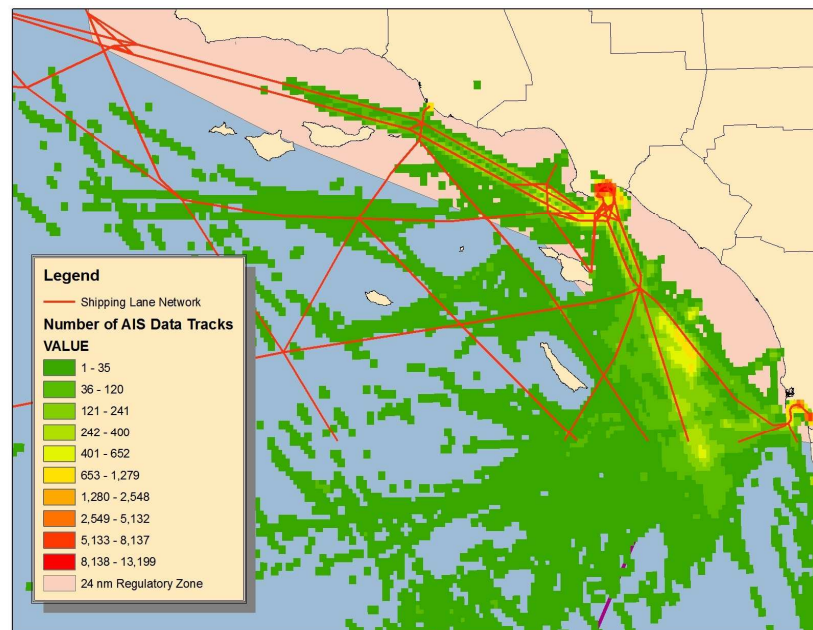 Legend
Shipping Lane Network
Number of AIS Data Tracks
VALUE
1 - 35
36 - 120
121 - 241
242 - 400
401 - 652
653 - 1,279
1,280 - 2,548
2,549 - 5,132
5,133 - 8,137
8,138 - 13,199
24 nm Regulatory Zone